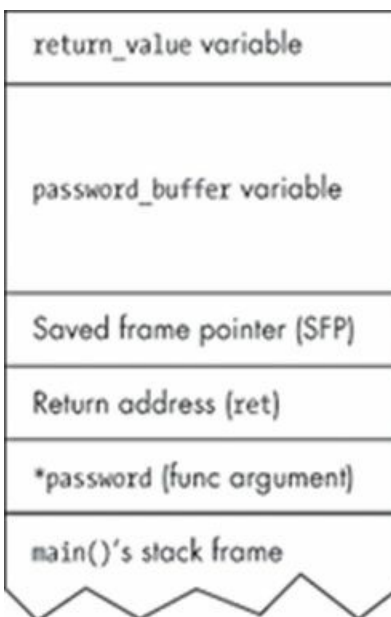 return_value variable
password_buffer variable
Saved frame pointer (SFP)
Return address (ret)
*password (func argument)
main()'s stack frame